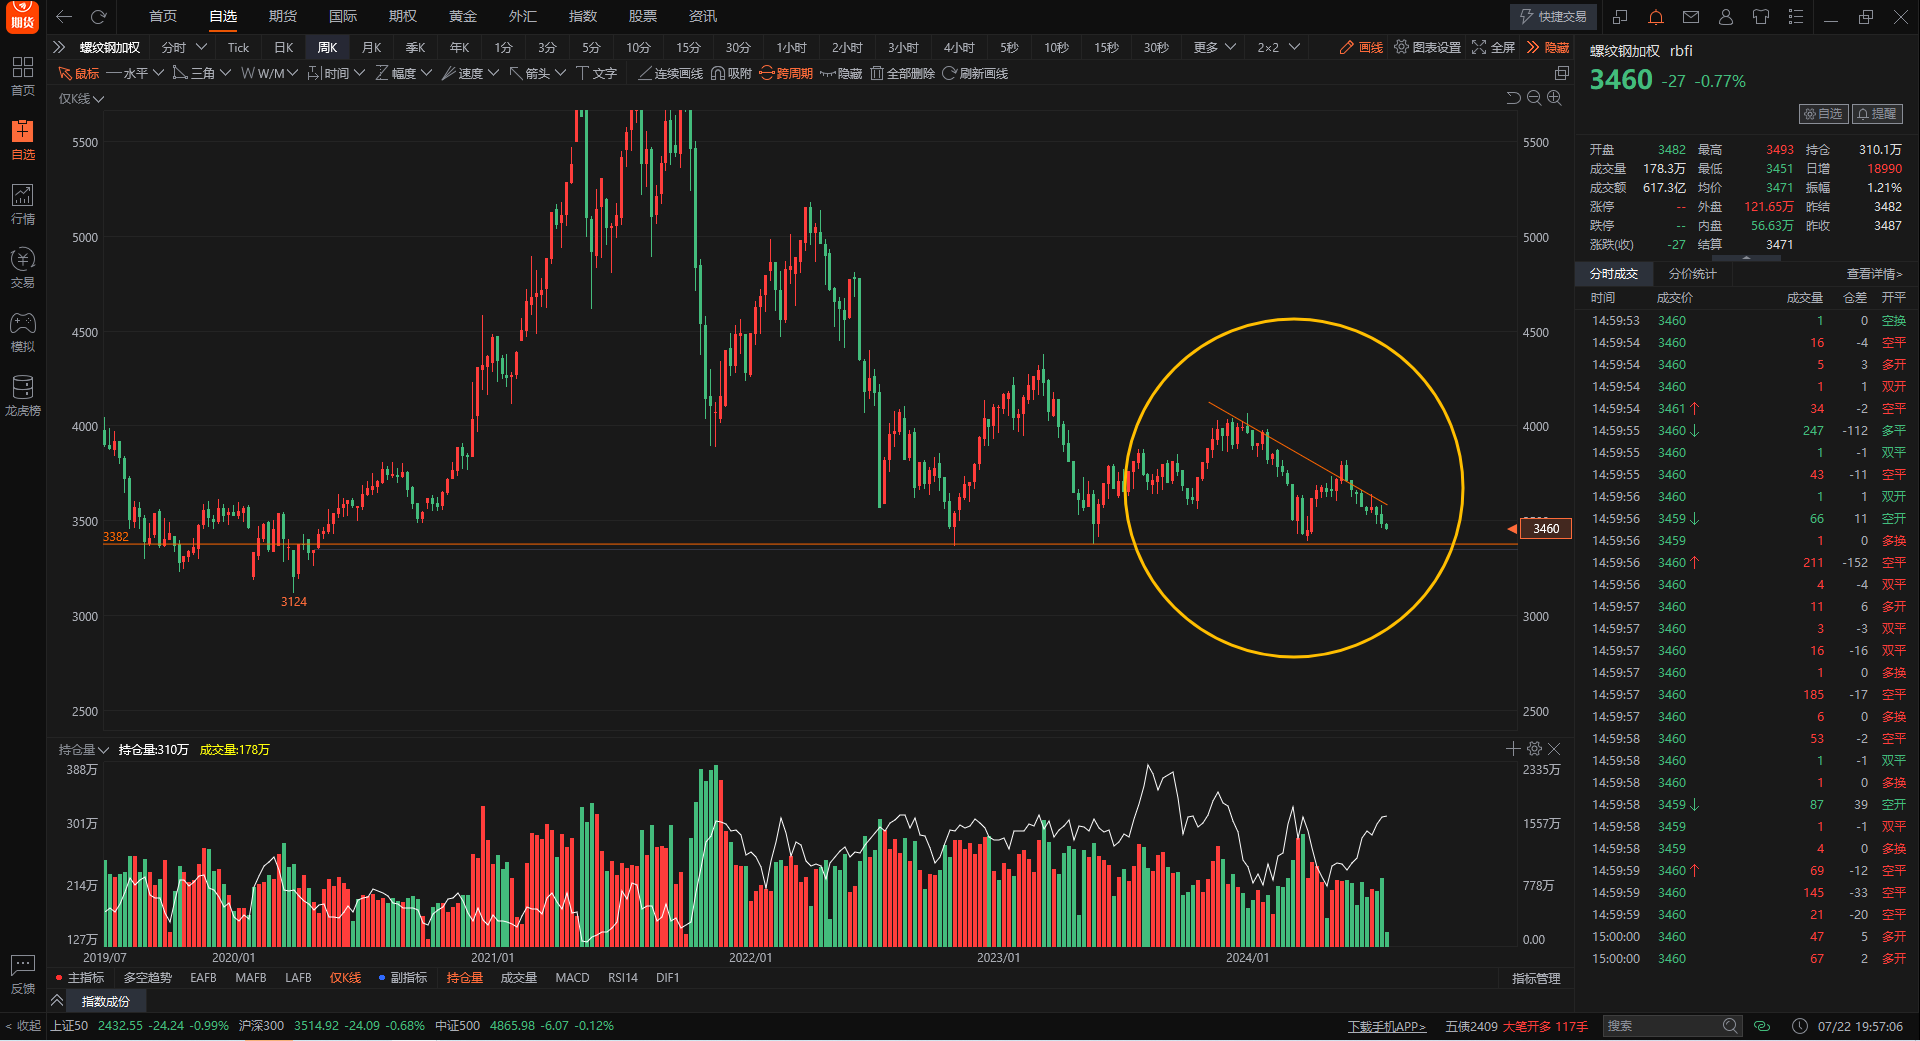 期货 首页 自选 期货 国际 期权 黄金 外汇 指数 股票 资讯 快捷交易
螺纹钢加权 分时 Tick 日K 周K 月K 季K 年K 1分 3分 5分 10分 15分 30分 1小时 2小时 3小时 4小时 5秒 10秒 15秒 30秒 更多 2×2 画线 图表设置 全屏 隐藏
鼠标 水平 三角 W/M 时间 幅度 速度 箭头 文字 连续画线 吸附 跨周期 隐藏 全部删除 刷新画线
仅K线
首页
自选
行情
交易
模拟
龙虎榜
反馈
< 收起
5500 5500
5000 5000
4500 4500
4000 4000
3500
3382
3460
3124
3000 3000
2500 2500
持仓量 持仓量:310万 成交量:178万
388万 2335万
301万 1557万
214万 778万
127万 0.00
2019/07 2020/01 2021/01 2022/01 2023/01 2024/01
主指标 多空趋势 EAFB MAFB LAFB 仅K线 副指标 持仓量 成交量 MACD RSI14 DIF1 指标管理
指数成份
螺纹钢加权 rbfi
3460 -27 -0.77%
自选 提醒
开盘 3482 最高 3493 持仓 310.1万
成交量 178.3万 最低 3451 日增 18990
成交额 617.3亿 均价 3471 振幅 1.21%
涨停 -- 外盘 121.65万 昨结 3482
跌停 -- 内盘 56.63万 昨收 3487
涨跌(收) -27 结算 3471
分时成交 分价统计 查看详情>
时间 成交价 成交量 仓差 开平
14:59:53 3460 1 0 空换
14:59:54 3460 16 -4 空平
14:59:54 3460 5 3 多开
14:59:54 3460 1 1 双开
14:59:54 3461↑ 34 -2 空平
14:59:55 3460↓ 247 -112 多平
14:59:55 3460 1 -1 双平
14:59:55 3460 43 -11 空平
14:59:56 3460 1 1 双开
14:59:56 3459↓ 66 11 空开
14:59:56 3459 1 0 多换
14:59:56 3460↑ 211 -152 空平
14:59:56 3460 4 -4 双平
14:59:57 3460 11 6 多开
14:59:57 3460 3 -3 双平
14:59:57 3460 16 -16 双平
14:59:57 3460 1 0 多换
14:59:57 3460 185 -17 空平
14:59:57 3460 6 0 多换
14:59:58 3460 53 -2 空平
14:59:58 3460 1 -1 双平
14:59:58 3460 1 0 多换
14:59:58 3459↓ 87 39 空开
14:59:58 3459 1 -1 双平
14:59:58 3459 4 0 多换
14:59:59 3460↑ 69 -12 空平
14:59:59 3460 145 -33 空平
14:59:59 3460 21 -20 空平
15:00:00 3460 47 5 多开
15:00:00 3460 67 2 多开
上证50 2432.55 -24.24 -0.99% 沪深300 3514.92 -24.09 -0.68% 中证500 4865.98 -6.07 -0.12% 下载手机APP> 五债2409 大笔开多 117手 搜索 07/22 19:57:06